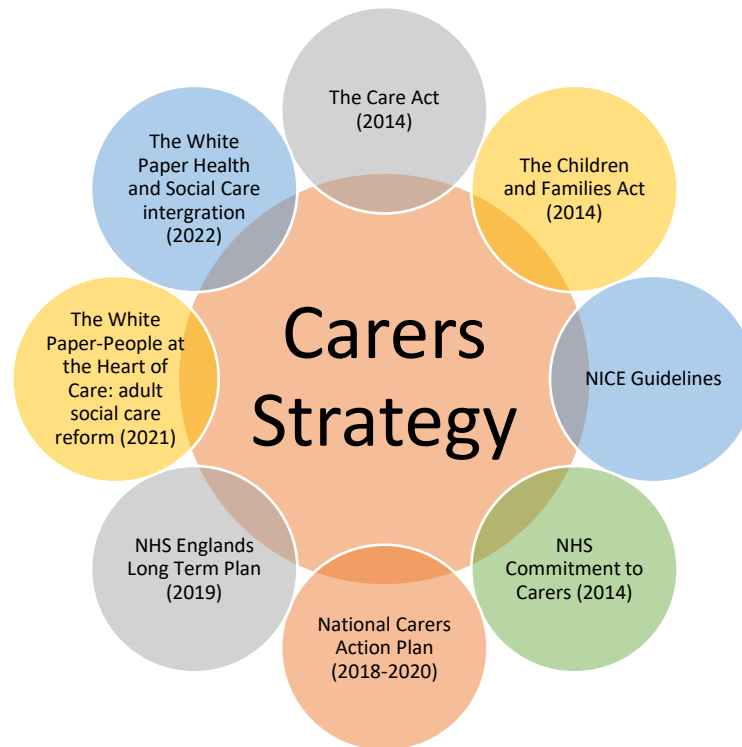 The Care Act
(2014)
The Children
and Families Act
(2014)
NICE Guidelines
NHS
Commitment to
Carers (2014)
National Carers
Action Plan
(2018-2020)
NHS Englands
Long Term Plan
(2019)
The White
Paper-People at
the Heart of
Care: adult
social care
reform (2021)
The White
Paper Health
and Social Care
intergration
(2022)
Carers
Strategy